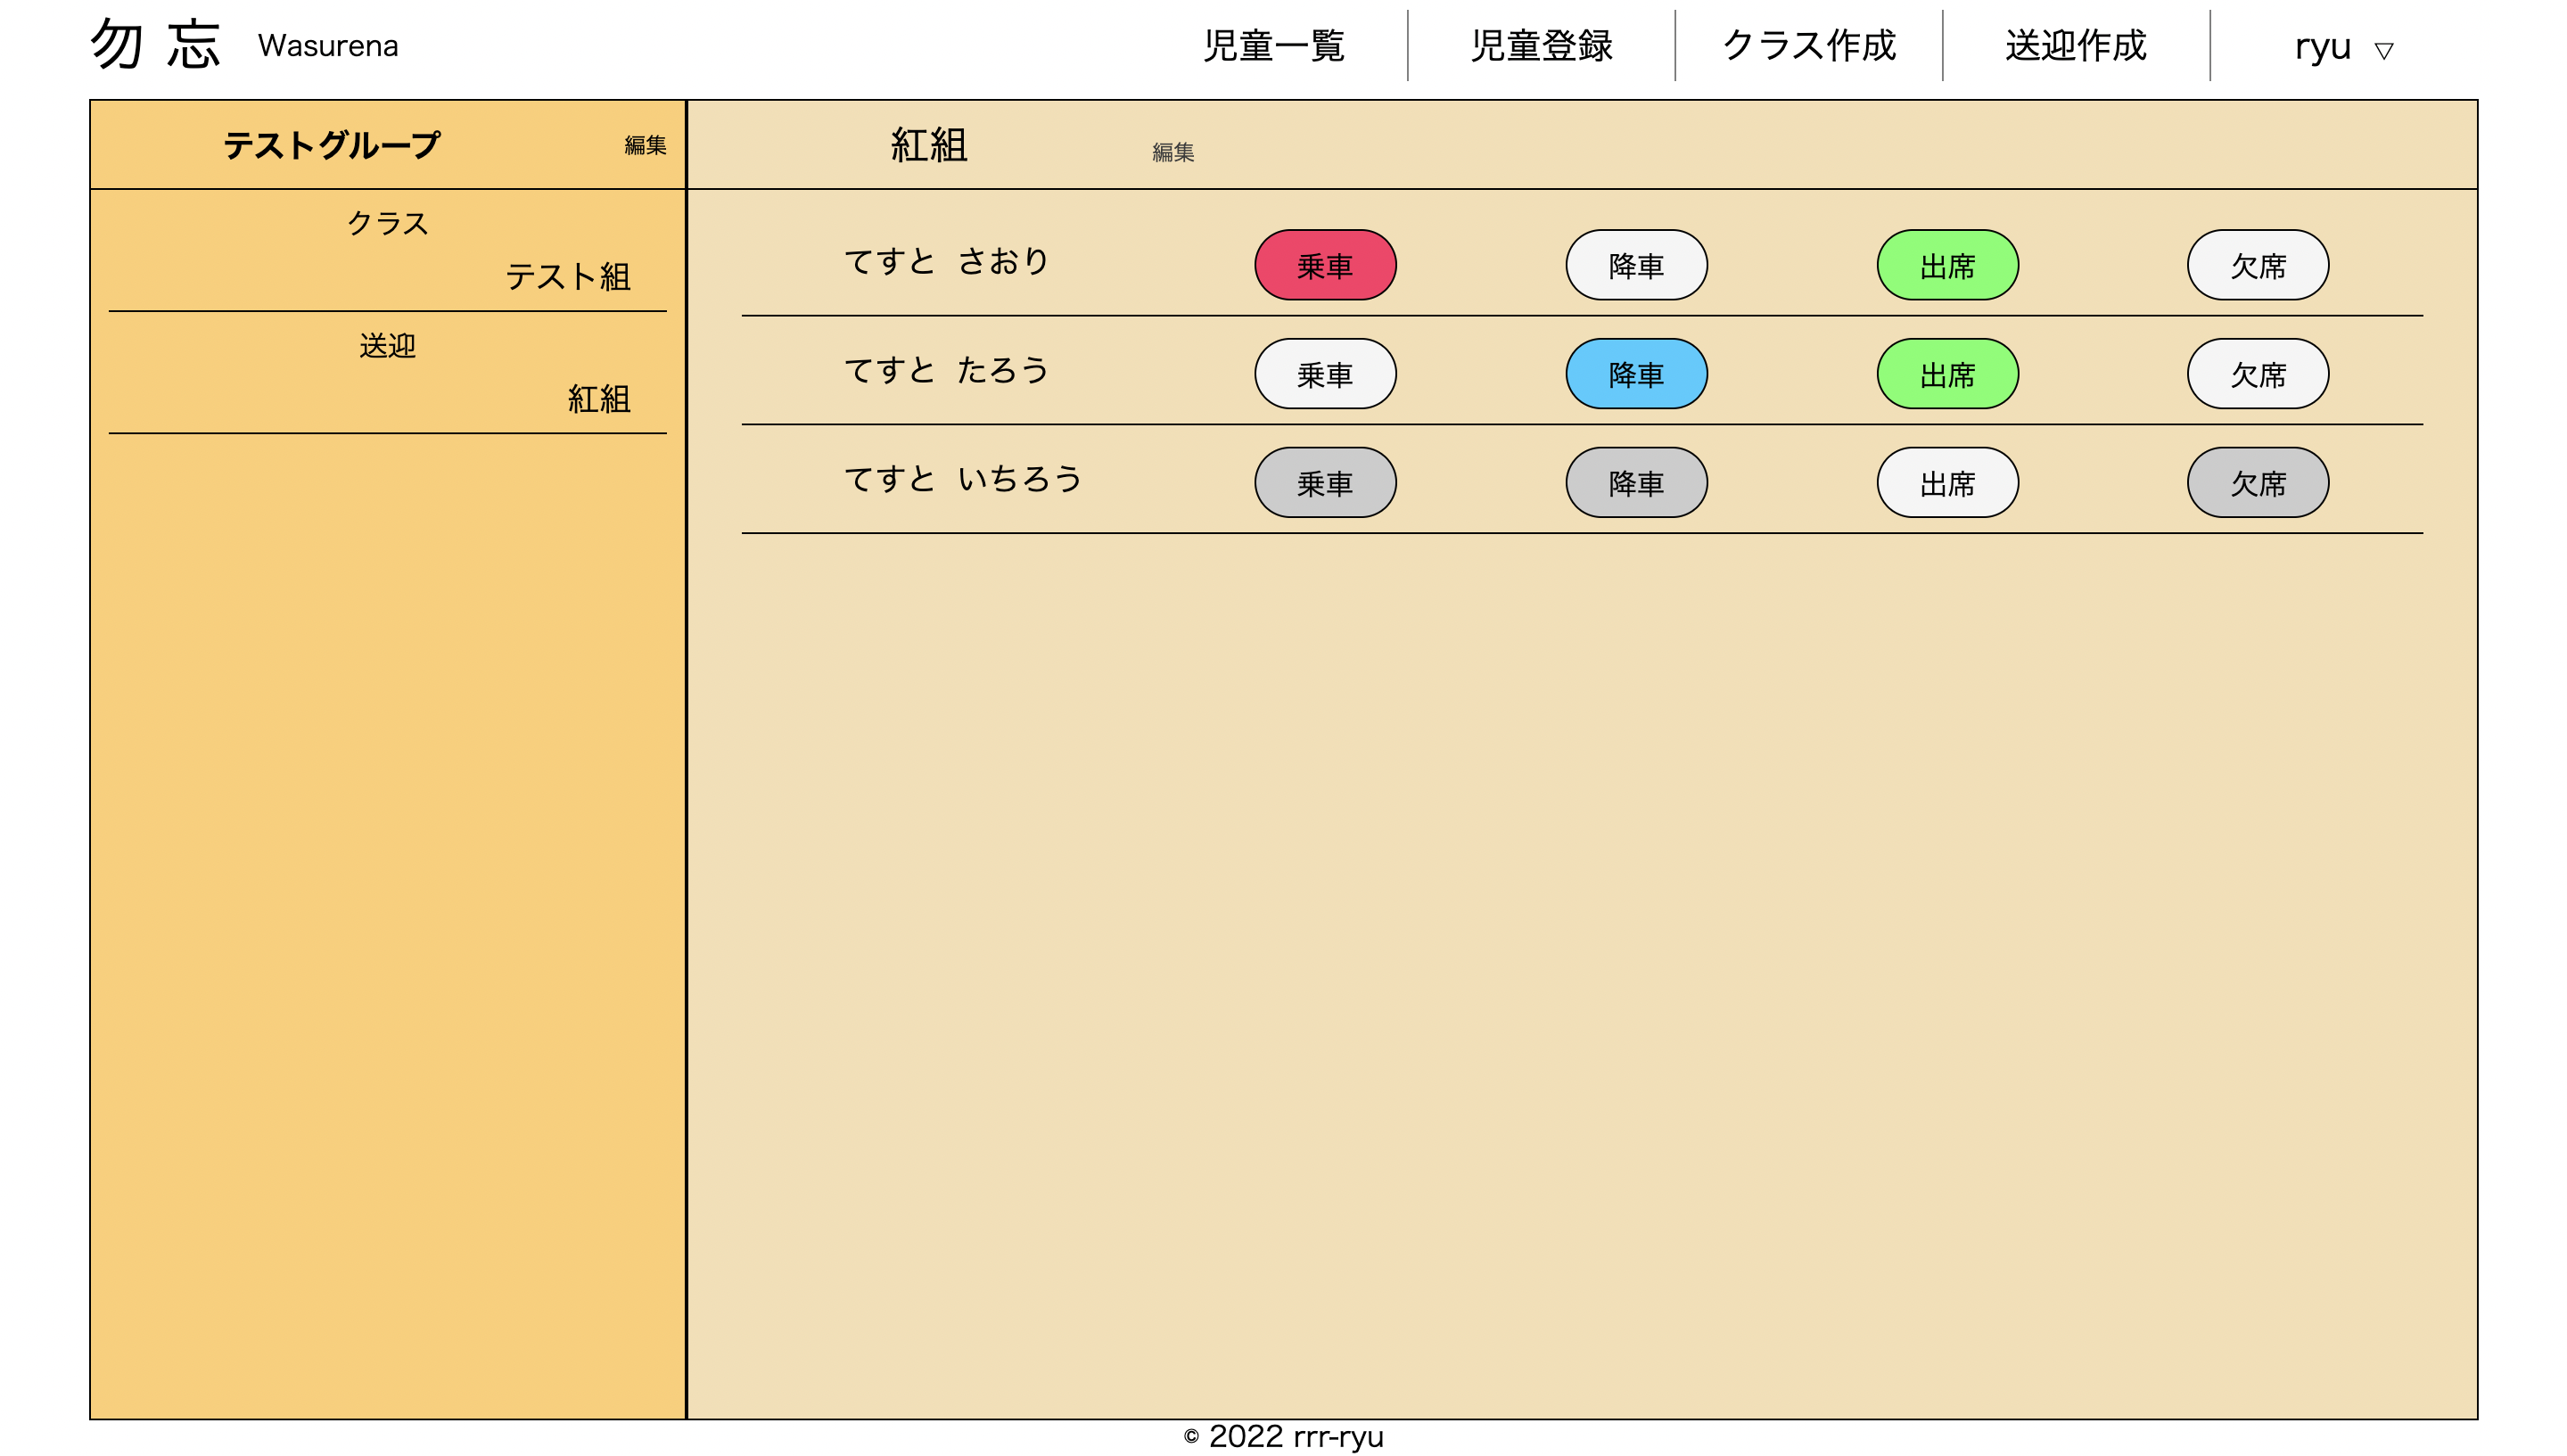 勿 忘 Wasurena
児童一覧 児童登録 クラス作成 送迎作成 ryu ▽
テストグループ 編集
クラス
テスト組
送迎
紅組
紅組 編集
てすと さおり 乗車 降車 出席 欠席
てすと たろう 乗車 降車 出席 欠席
てすと いちろう 乗車 降車 出席 欠席
© 2022 rrr-ryu